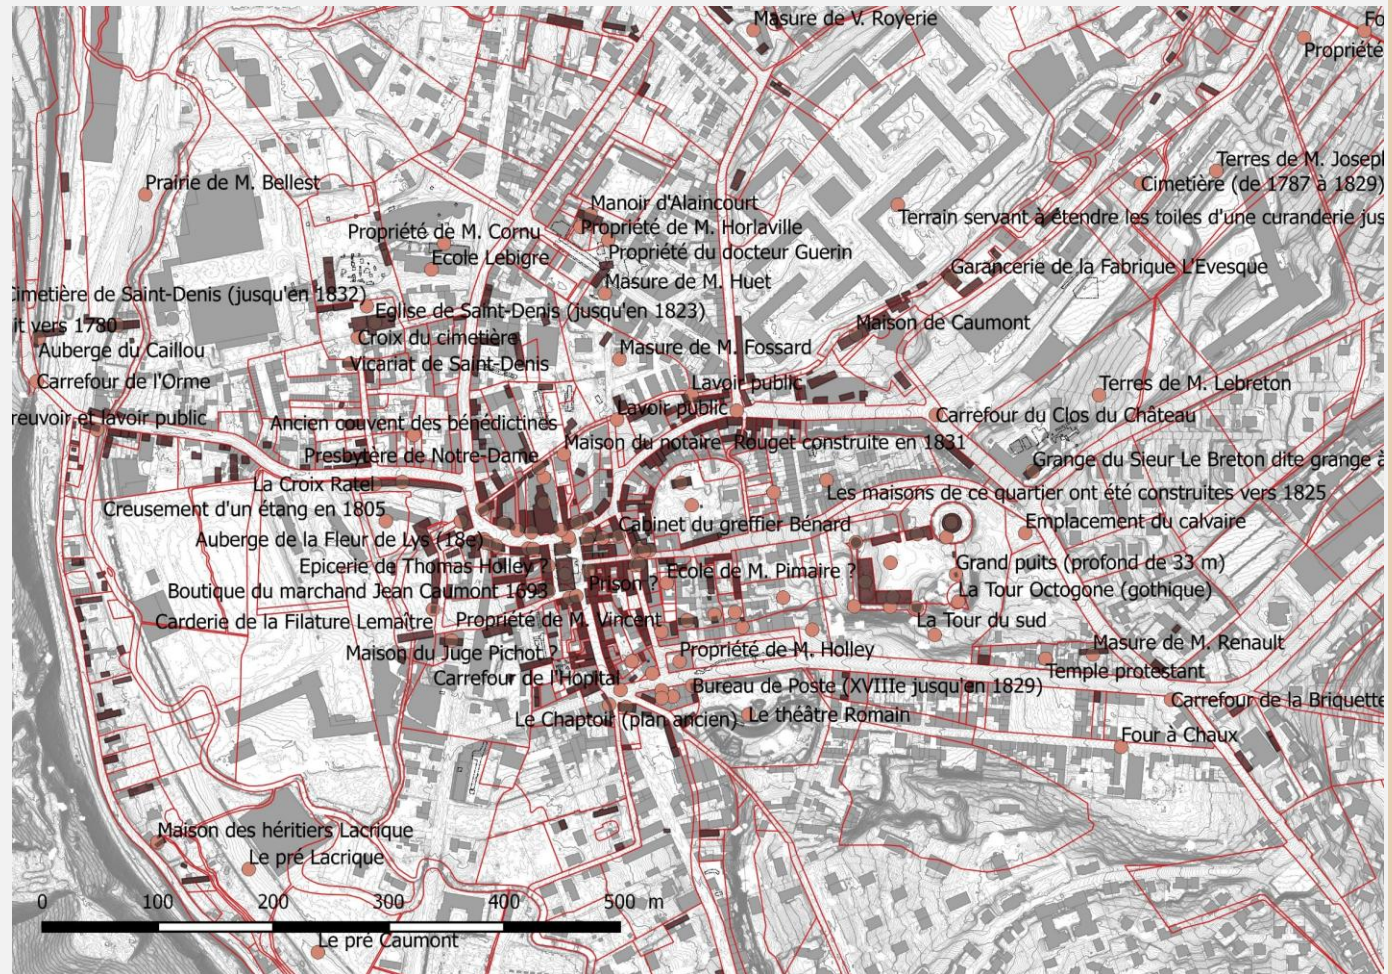 Masure de V. Royerie
Fo
Propriété
Terres de M. Joseph
Prairie de M. Bellest
Cimetière (de 1787 à 1829)
Manoir d'Alaincourt
Terrain servant à étendre les toiles d'une curanderie jus
Propriété de M. Cornu
Propriété de M. Horlaville
Ecole Lebigre
Propriété du docteur Guerin
Garancerie de la Fabrique L'Evesque
Masure de M. Huet
Cimetière de Saint-Denis (jusqu'en 1832)
Eglise de Saint-Denis (jusqu'en 1823)
it vers 1780
Maison de Caumont
Croix du cimetière
Auberge du Caillou
Masure de M. Fossard
Vicariat de Saint-Denis
Carrefour de l'Orme
Lavoir public
Terres de M. Lebreton
reuvoir et lavoir public
Lavoir public
Carrefour du Clos du Château
Ancien couvent des bénédictines
Maison du notaire Rouget construite en 1831
Presbytère de Notre-Dame
Grange du Sieur Le Breton dite grange à
La Croix Ratel
Les maisons de ce quartier ont été construites vers 1825
Creusement d'un étang en 1805
Cabinet du greffier Bénard
Emplacement du calvaire
Auberge de la Fleur de Lys (18e)
Epicerie de Thomas Holley ?
Grand puits (profond de 33 m)
Prison ?
Ecole de M. Pimaire ?
Boutique du marchand Jean Caumont 1693
La Tour Octogone (gothique)
Carderie de la Filature Lemaître
Propriété de M. Vincent
La Tour du sud
Maison du Juge Pichot ?
Propriété de M. Holley
Masure de M. Renault
Temple protestant
Carrefour de l'Hôpital
Bureau de Poste (XVIIIe jusqu'en 1829)
Carrefour de la Briquette
Le Chaptoir (plan ancien)
Le théâtre Romain
Four à Chaux
Maison des héritiers Lacrique
Le pré Lacrique
0 100 200 300 400 500 m
Le pré Caumont